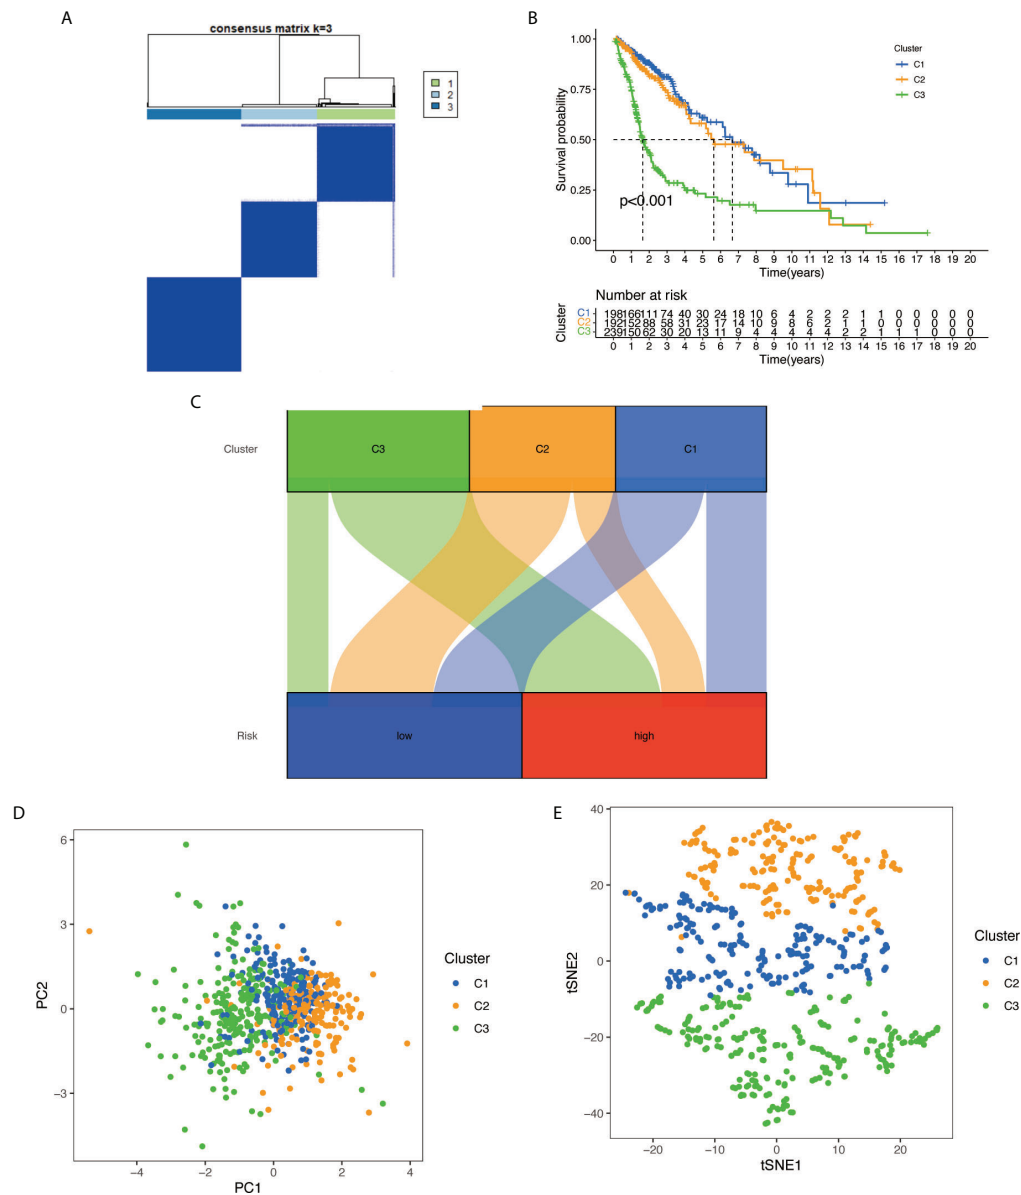 A
consensus matrix k=3
1
2
3
B
Survival probability
1.00
0.75
0.50
0.25
0.00
p<0.001
Cluster
C1
C2
C3
0 1 2 3 4 5 6 7 8 9 10 11 12 13 14 15 16 17 18 19 20
Time(years)
Number at risk
Cluster
C1 198 166 111 74 40 30 24 18 10 6 4 2 2 2 1 1 0 0 0 0 0
C2 192 152 88 58 31 23 17 14 10 9 8 6 2 1 1 0 0 0 0 0 0
C3 239 150 62 30 20 13 11 9 4 4 4 4 4 2 2 1 1 1 0 0 0
0 1 2 3 4 5 6 7 8 9 10 11 12 13 14 15 16 17 18 19 20
Time(years)
C
Cluster
C3
C2
C1
Risk
low
high
D
PC2
6
3
0
−3
−4 −2 0 2 4
PC1
Cluster
C1
C2
C3
E
tSNE2
40
20
0
−20
−40
−20 −10 0 10 20
tSNE1
Cluster
C1
C2
C3